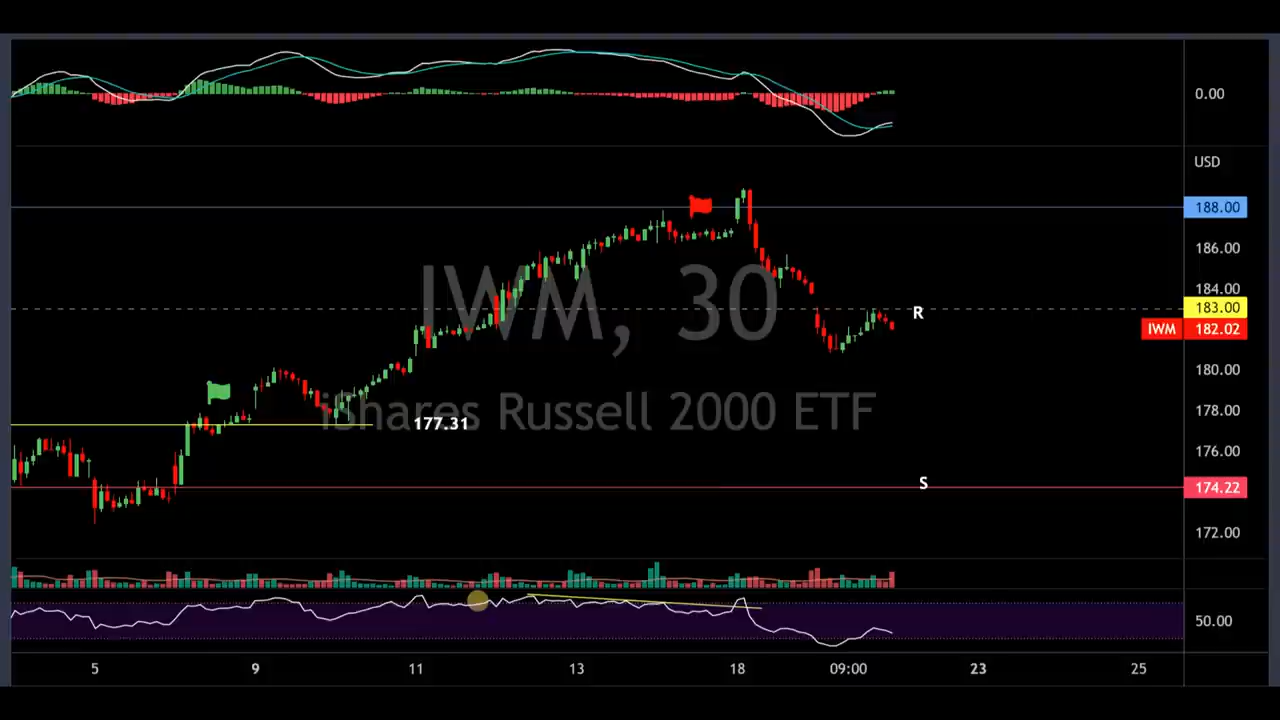 0.00
USD
188.00
186.00
184.00
183.00
R
IWM 182.02
IWM, 30
180.00
iShares Russell 2000 ETF
178.00
177.31
176.00
S
174.22
172.00
50.00
5 9 11 13 18 09:00 23 25